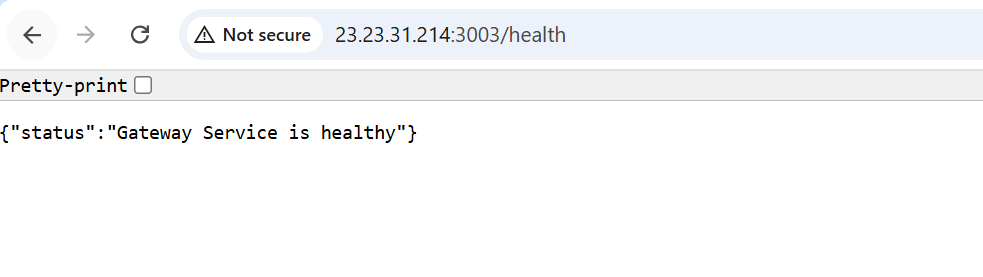 Not secure 23.23.31.214:3003/health
Pretty-print
{"status":"Gateway Service is healthy"}